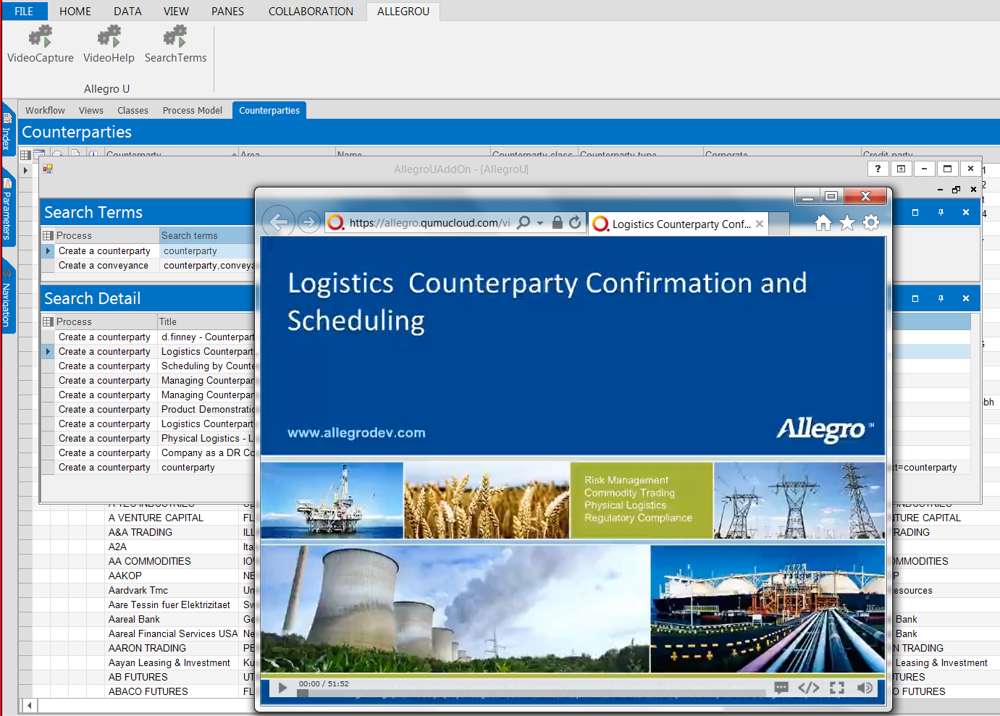 FILE HOME DATA VIEW PANES COLLABORATION ALLEGROU
VideoCapture VideoHelp SearchTerms
Allegro U
Workflow Views Classes Process Model Counterparties
Counterparties
Index
Parameters
Navigation
Counterparty Area Name Counterparty class Counterparty type Corporate Credit party
AllegroUAddOn - [AllegroU]
Search Terms
Process Search terms
Create a counterparty counterparty
Create a conveyance counterparty,conveya
Search Detail
Process Title
Create a counterparty d.finney - Counterpart
Create a counterparty Logistics Counterpart
Create a counterparty Scheduling by Counte
Create a counterparty Managing Counterpar
Create a counterparty Managing Counterpar
Create a counterparty Product Demonstratio
Create a counterparty Logistics Counterpart
Create a counterparty Physical Logistics - L
Create a counterparty Company as a DR Co
Create a counterparty counterparty xt=counterparty
https://allegro.qumucloud.com/vi
Logistics Counterparty Conf...
Logistics Counterparty Confirmation and
Scheduling
www.allegrodev.com
Allegro™
Risk Management
Commodity Trading
Physical Logistics
Regulatory Compliance
00:00 / 51:52
A VENTURE CAPITAL FL NTURE CAPITAL
A&A TRADING ILL RADING
A2A Ita
AA COMMODITIES IOV OMMODITIES
AAKOP NE P
Aardvark Tmc Un esources
Aare Tessin fuer Elektrizitaet Sw
Aareal Bank Ge Bank
Aareal Financial Services USA Ne Bank
AARON TRADING PE N TRADING
Aayan Leasing & Investment Ku Leasing & Investment
AB FUTURES UT TURES
ABACO FUTURES FL O FUTURES